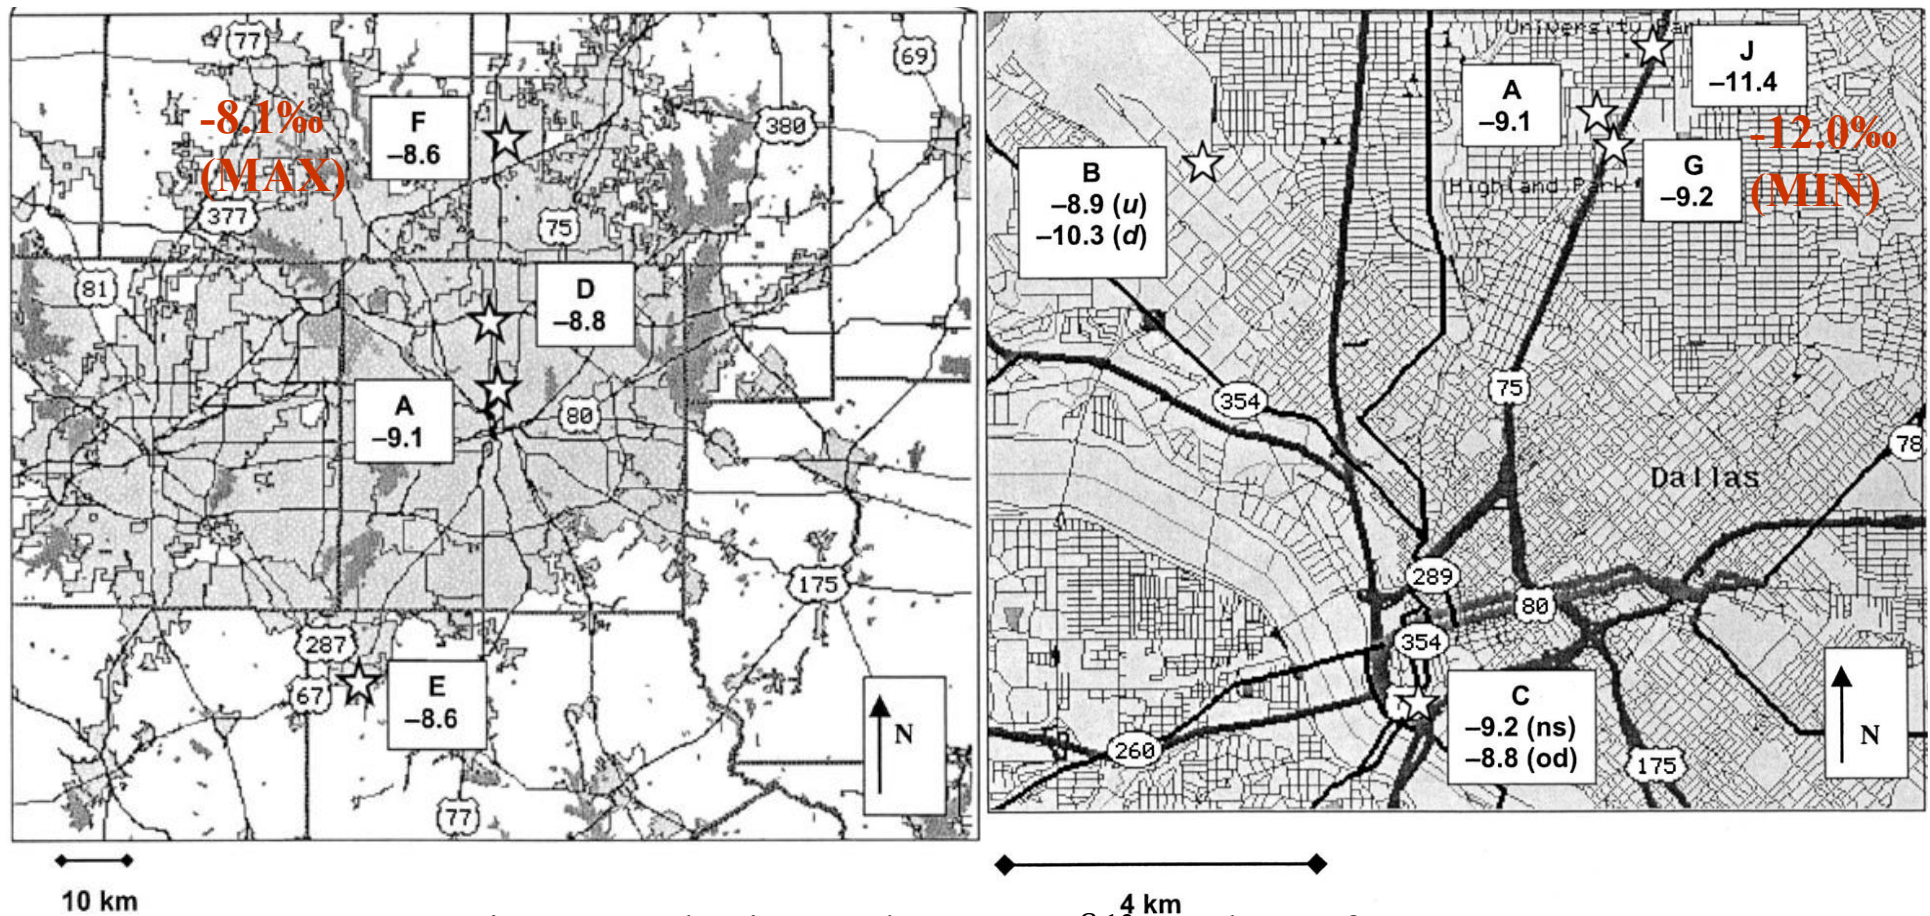 77
69
-8.1‰
(MAX)
F
–8.6
380
377
75
81
D
–8.8
A
–9.1
80
175
287
67
E
–8.6
N
77
10 km
University Park
J
–11.4
A
–9.1
-12.0‰
(MIN)
B
–8.9 (u)
–10.3 (d)
G
–9.2
Highland Park
354
75
78
Dallas
289
80
354
C
–9.2 (ns)
–8.8 (od)
260
175
N
4 km